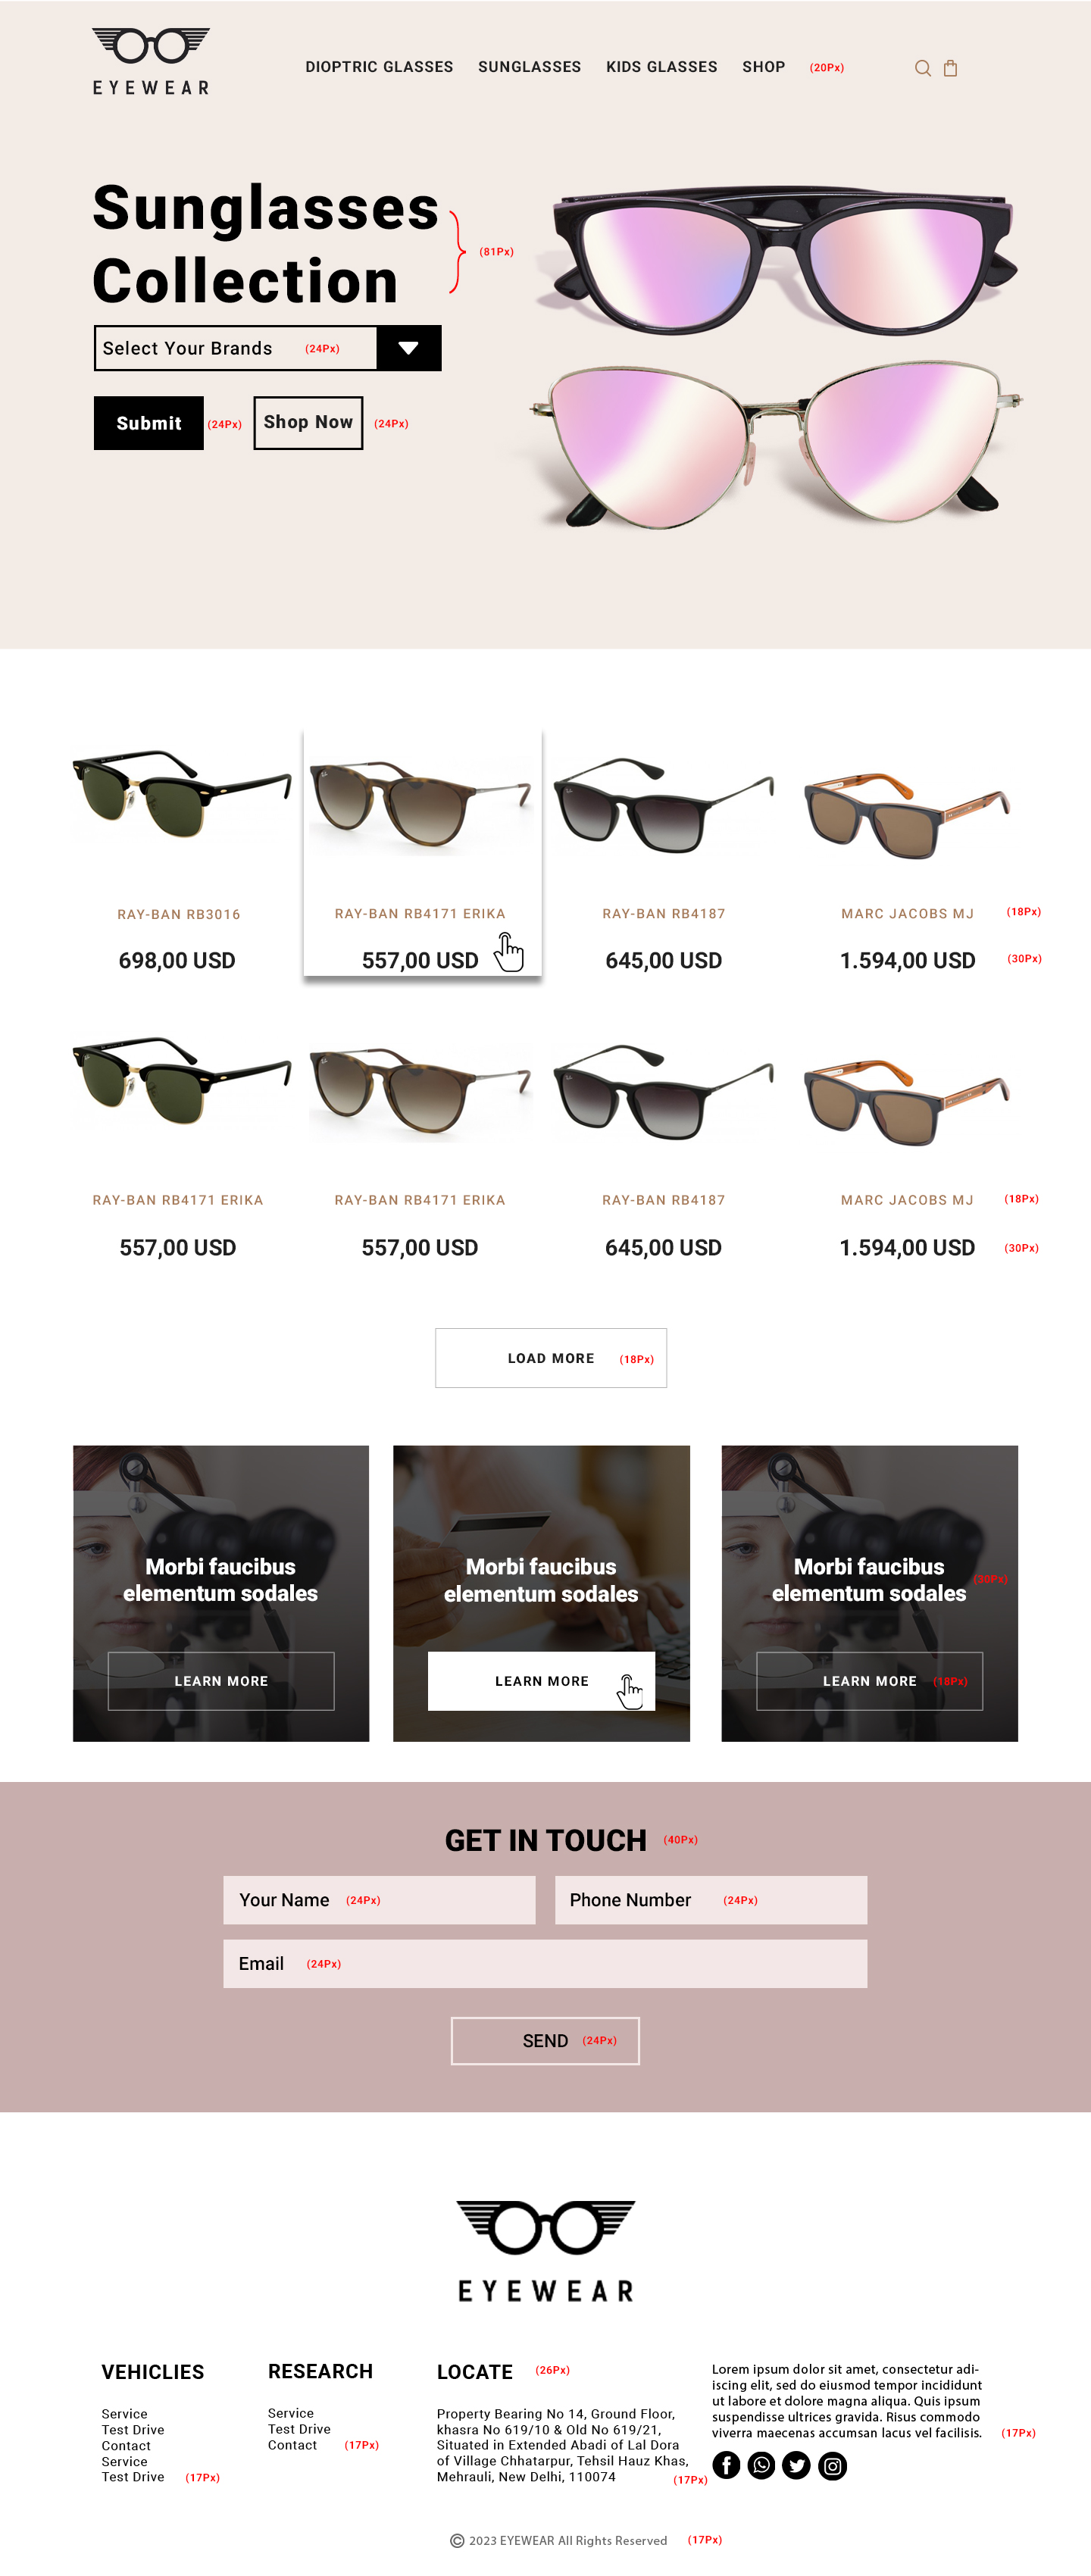 EYEWEAR
DIOPTRIC GLASSES SUNGLASSES KIDS GLASSES SHOP (20Px)
Sunglasses
Collection
(81Px)
Select Your Brands (24Px)
Submit (24Px) Shop Now (24Px)
RAY-BAN RB3016 RAY-BAN RB4171 ERIKA RAY-BAN RB4187 MARC JACOBS MJ (18Px)
698,00 USD 557,00 USD 645,00 USD 1.594,00 USD (30Px)
RAY-BAN RB4171 ERIKA RAY-BAN RB4171 ERIKA RAY-BAN RB4187 MARC JACOBS MJ (18Px)
557,00 USD 557,00 USD 645,00 USD 1.594,00 USD (30Px)
LOAD MORE (18Px)
Morbi faucibus
elementum sodales
LEARN MORE
Morbi faucibus
elementum sodales
LEARN MORE
Morbi faucibus
elementum sodales (30Px)
LEARN MORE (18Px)
GET IN TOUCH (40Px)
Your Name (24Px) Phone Number (24Px)
Email (24Px)
SEND (24Px)
EYEWEAR
VEHICLIES
Service
Test Drive
Contact
Service
Test Drive (17Px)
RESEARCH
Service
Test Drive
Contact (17Px)
LOCATE (26Px)
Property Bearing No 14, Ground Floor,
khasra No 619/10 & Old No 619/21,
Situated in Extended Abadi of Lal Dora
of Village Chhatarpur, Tehsil Hauz Khas,
Mehrauli, New Delhi, 110074 (17Px)
Lorem ipsum dolor sit amet, consectetur adi-
iscing elit, sed do eiusmod tempor incididunt
ut labore et dolore magna aliqua. Quis ipsum
suspendisse ultrices gravida. Risus commodo
viverra maecenas accumsan lacus vel facilisis. (17Px)
© 2023 EYEWEAR All Rights Reserved (17Px)